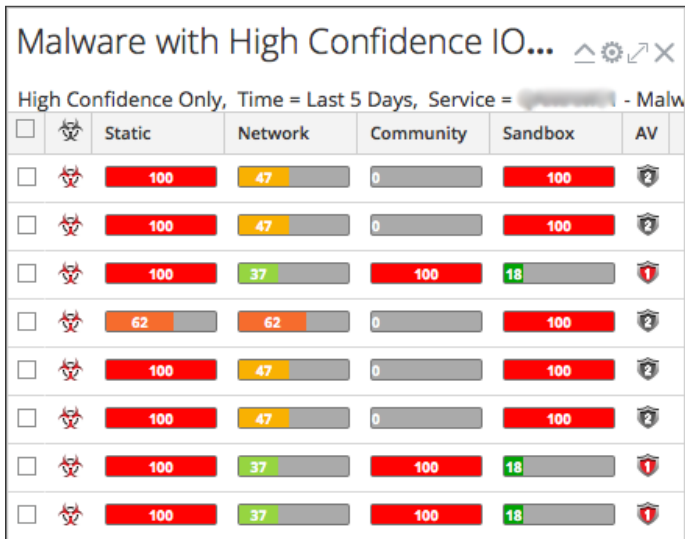 Malware with High Confidence IO...
High Confidence Only, Time = Last 5 Days, Service = - Malw
Static Network Community Sandbox AV
100 47 0 100 2
100 47 0 100 2
100 37 100 18 1
62 62 0 100 2
100 47 0 100 2
100 47 0 100 2
100 37 100 18 1
100 37 100 18 1